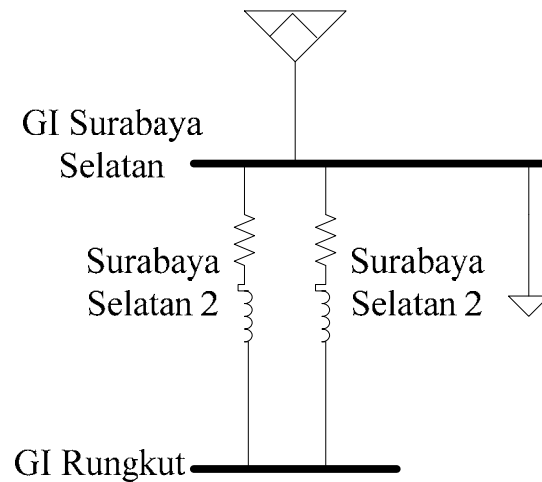 GI Surabaya
Selatan
Surabaya
Selatan 2
Surabaya
Selatan 2
GI Rungkut